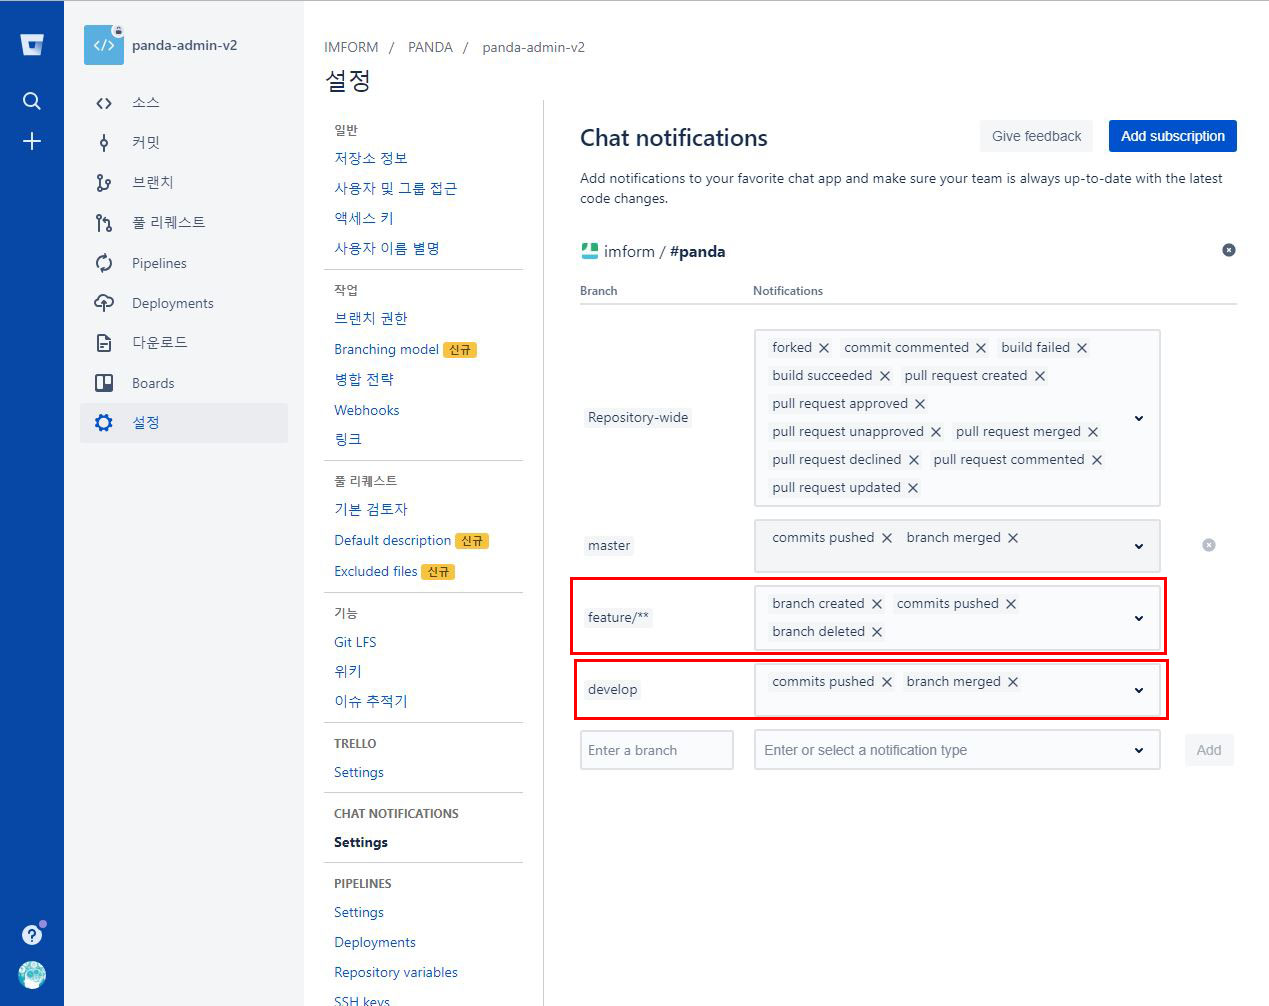 panda-admin-v2
소스
커밋
브랜치
풀 리퀘스트
Pipelines
Deployments
다운로드
Boards
설정
IMFORM / PANDA / panda-admin-v2
설정
일반
저장소 정보
사용자 및 그룹 접근
액세스 키
사용자 이름 별명
작업
브랜치 권한
Branching model 신규
병합 전략
Webhooks
링크
풀 리퀘스트
기본 검토자
Default description 신규
Excluded files 신규
기능
Git LFS
위키
이슈 추적기
TRELLO
Settings
CHAT NOTIFICATIONS
Settings
PIPELINES
Settings
Deployments
Repository variables
SSH keys
Chat notifications
Give feedback
Add subscription
Add notifications to your favorite chat app and make sure your team is always up-to-date with the latest
code changes.
imform / #panda
Branch Notifications
Repository-wide
forked commit commented build failed
build succeeded pull request created
pull request approved
pull request unapproved pull request merged
pull request declined pull request commented
pull request updated
master
commits pushed branch merged
feature/**
branch created commits pushed
branch deleted
develop
commits pushed branch merged
Enter a branch Enter or select a notification type Add